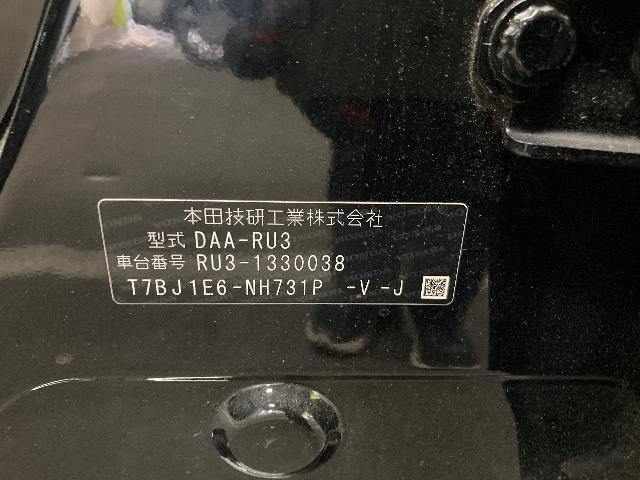 本田技研工業株式会社
型式 DAA-RU3
車台番号 RU3-1330038
T7BJ1E6-NH731P -V -J